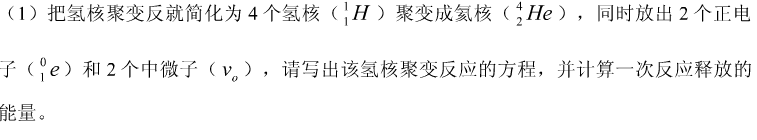 （1）把氢核聚变反就简化为 4 个氢核（${}_{1}^{1}H$）聚变成氦核（${}_{2}^{4}He$），同时放出 2 个正电
子（${}_{1}^{0}e$）和 2 个中微子（$v_{o}$），请写出该氢核聚变反应的方程，并计算一次反应释放的
能量。